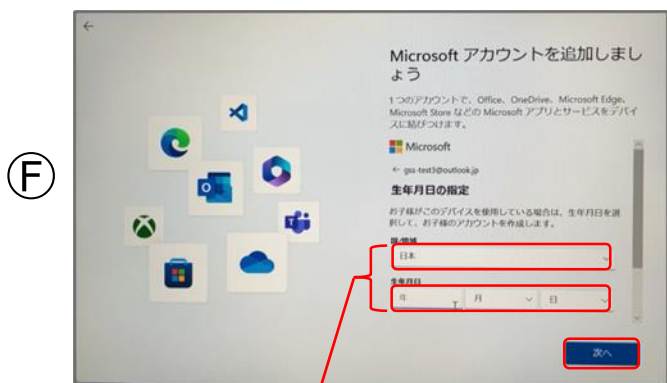 Ⓕ
←
Microsoft アカウントを追加しまし
ょう
1つのアカウントで、Office、OneDrive、Microsoft Edge、
Microsoft Store などの Microsoft アプリとサービスをデバイ
スに結びつけます。
Microsoft
← gss-test3@outlook.jp
生年月日の指定
お子様がこのデバイスを使用している場合は、生年月日を選
択して、お子様のアカウントを作成します。
国/地域
日本
生年月日
年 月 日
次へ